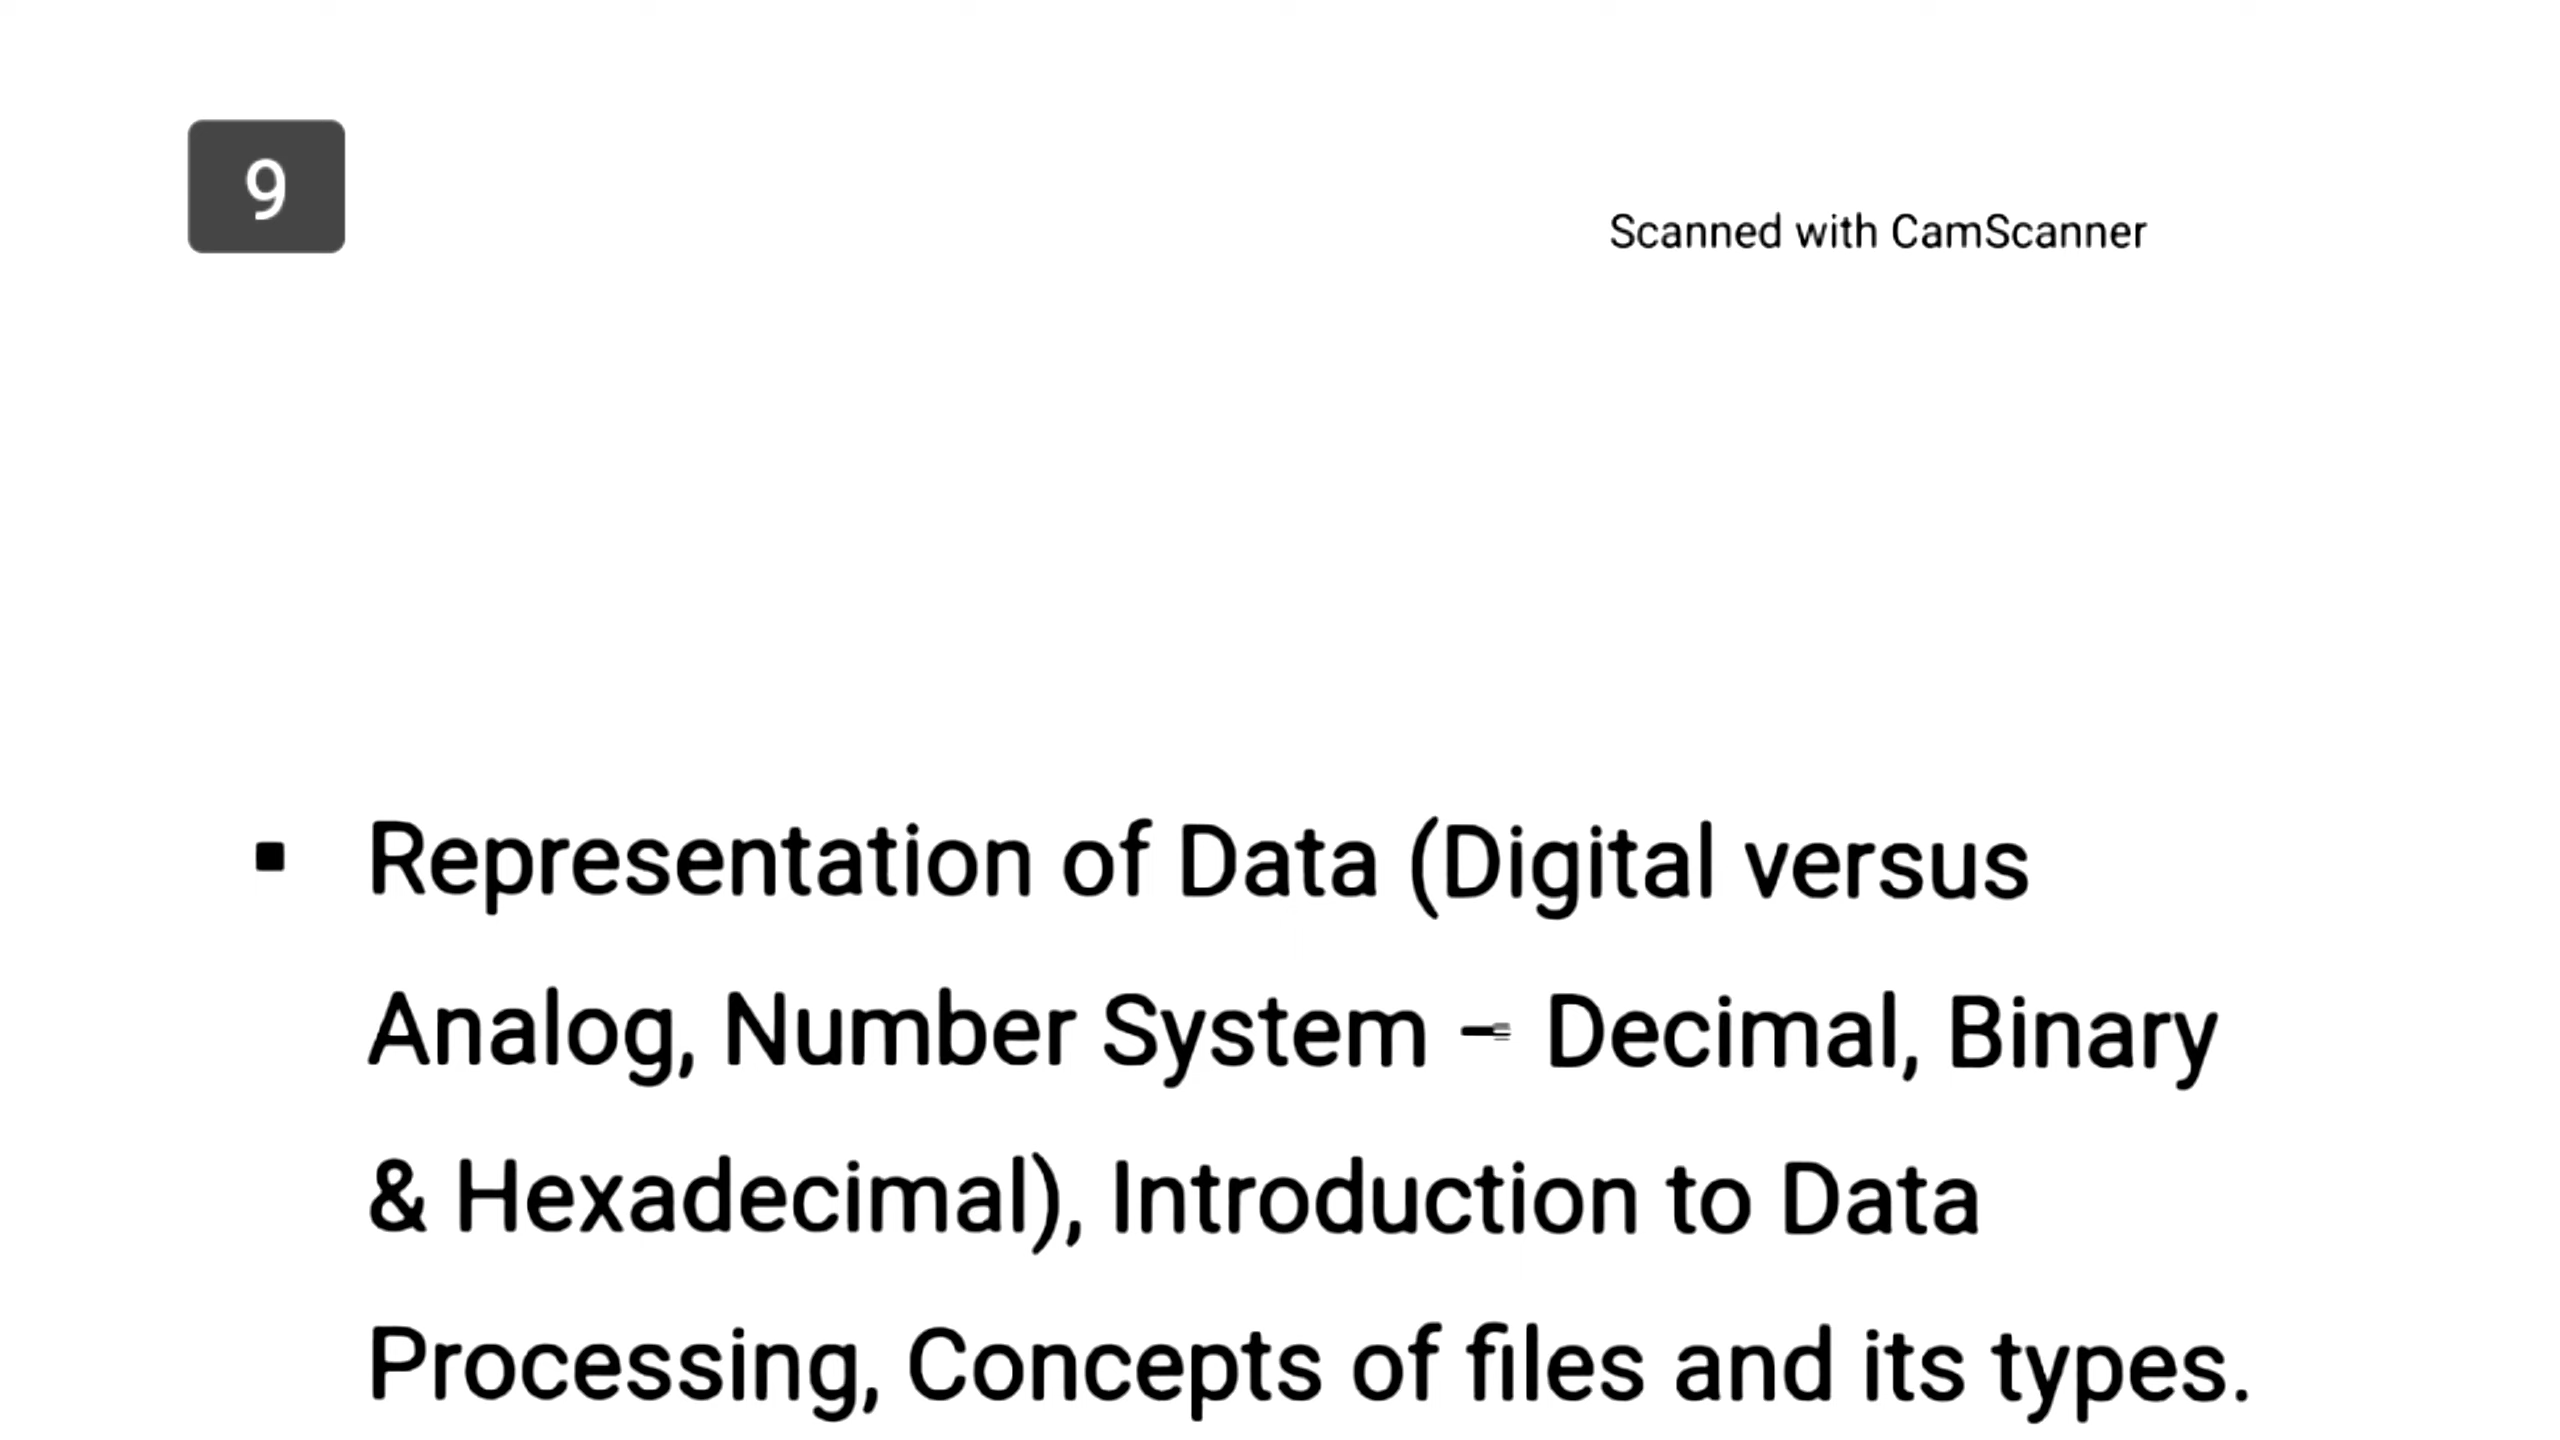 9
Scanned with CamScanner
▪ Representation of Data (Digital versus
Analog, Number System – Decimal, Binary
& Hexadecimal), Introduction to Data
Processing, Concepts of files and its types.